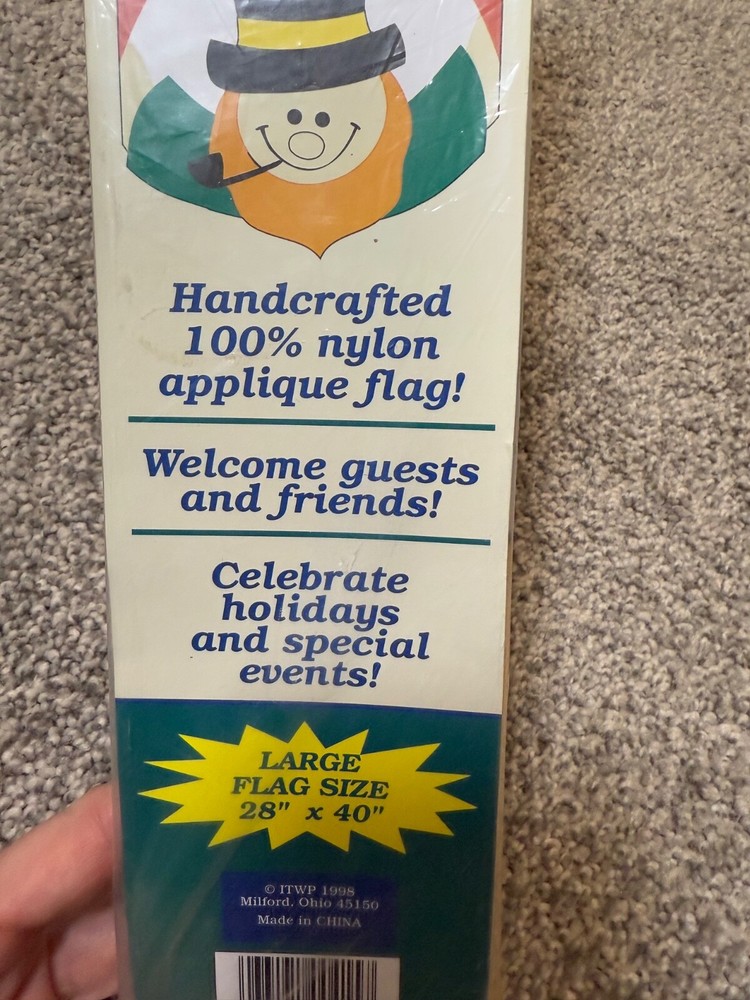 Handcrafted
100% nylon
applique flag!
Welcome guests
and friends!
Celebrate
holidays
and special
events!
LARGE
FLAG SIZE
28" x 40"
© ITWP 1998
Milford, Ohio 45150
Made in CHINA